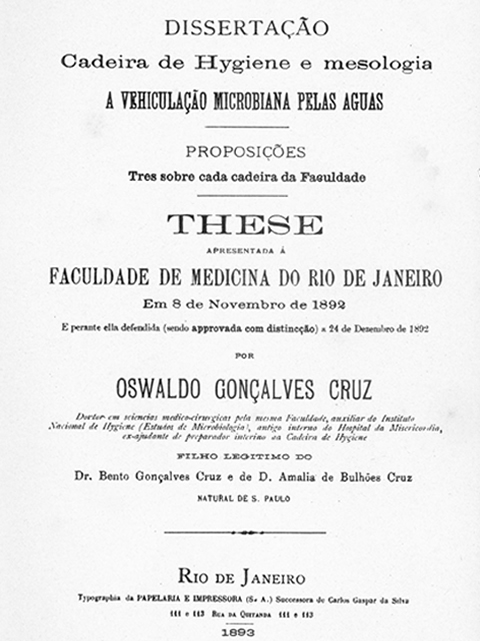 DISSERTAÇÃO
Cadeira de Hygiene e mesologia
A VEHICULAÇÃO MICROBIANA PELAS AGUAS
PROPOSIÇÕES
Tres sobre cada cadeira da Faculdade
THESE
APRESENTADA Á
FACULDADE DE MEDICINA DO RIO DE JANEIRO
Em 8 de Novembro de 1892
E perante ella defendida (sendo approvada com distincção) a 24 de Dezembro de 1892
POR
OSWALDO GONÇALVES CRUZ
Doctor em sciencias medico-cirurgicas pela mesma Faculdade, auxiliar do Instituto
Nacional de Hygiene (Estudos de Microbiologia), antigo interno do Hospital da Misericordia,
ex-ajudante de preparador interino da Cadeira de Hygiene
FILHO LEGITIMO DO
Dr. Bento Gonçalves Cruz e de D. Amalia de Bulhões Cruz
NATURAL DE S. PAULO
RIO DE JANEIRO
Typographia da PAPELARIA E IMPRESSORA (S. A.) Successora de Carlos Gaspar da Silva
111 e 113 RUA DA QUITANDA 111 e 113
1893